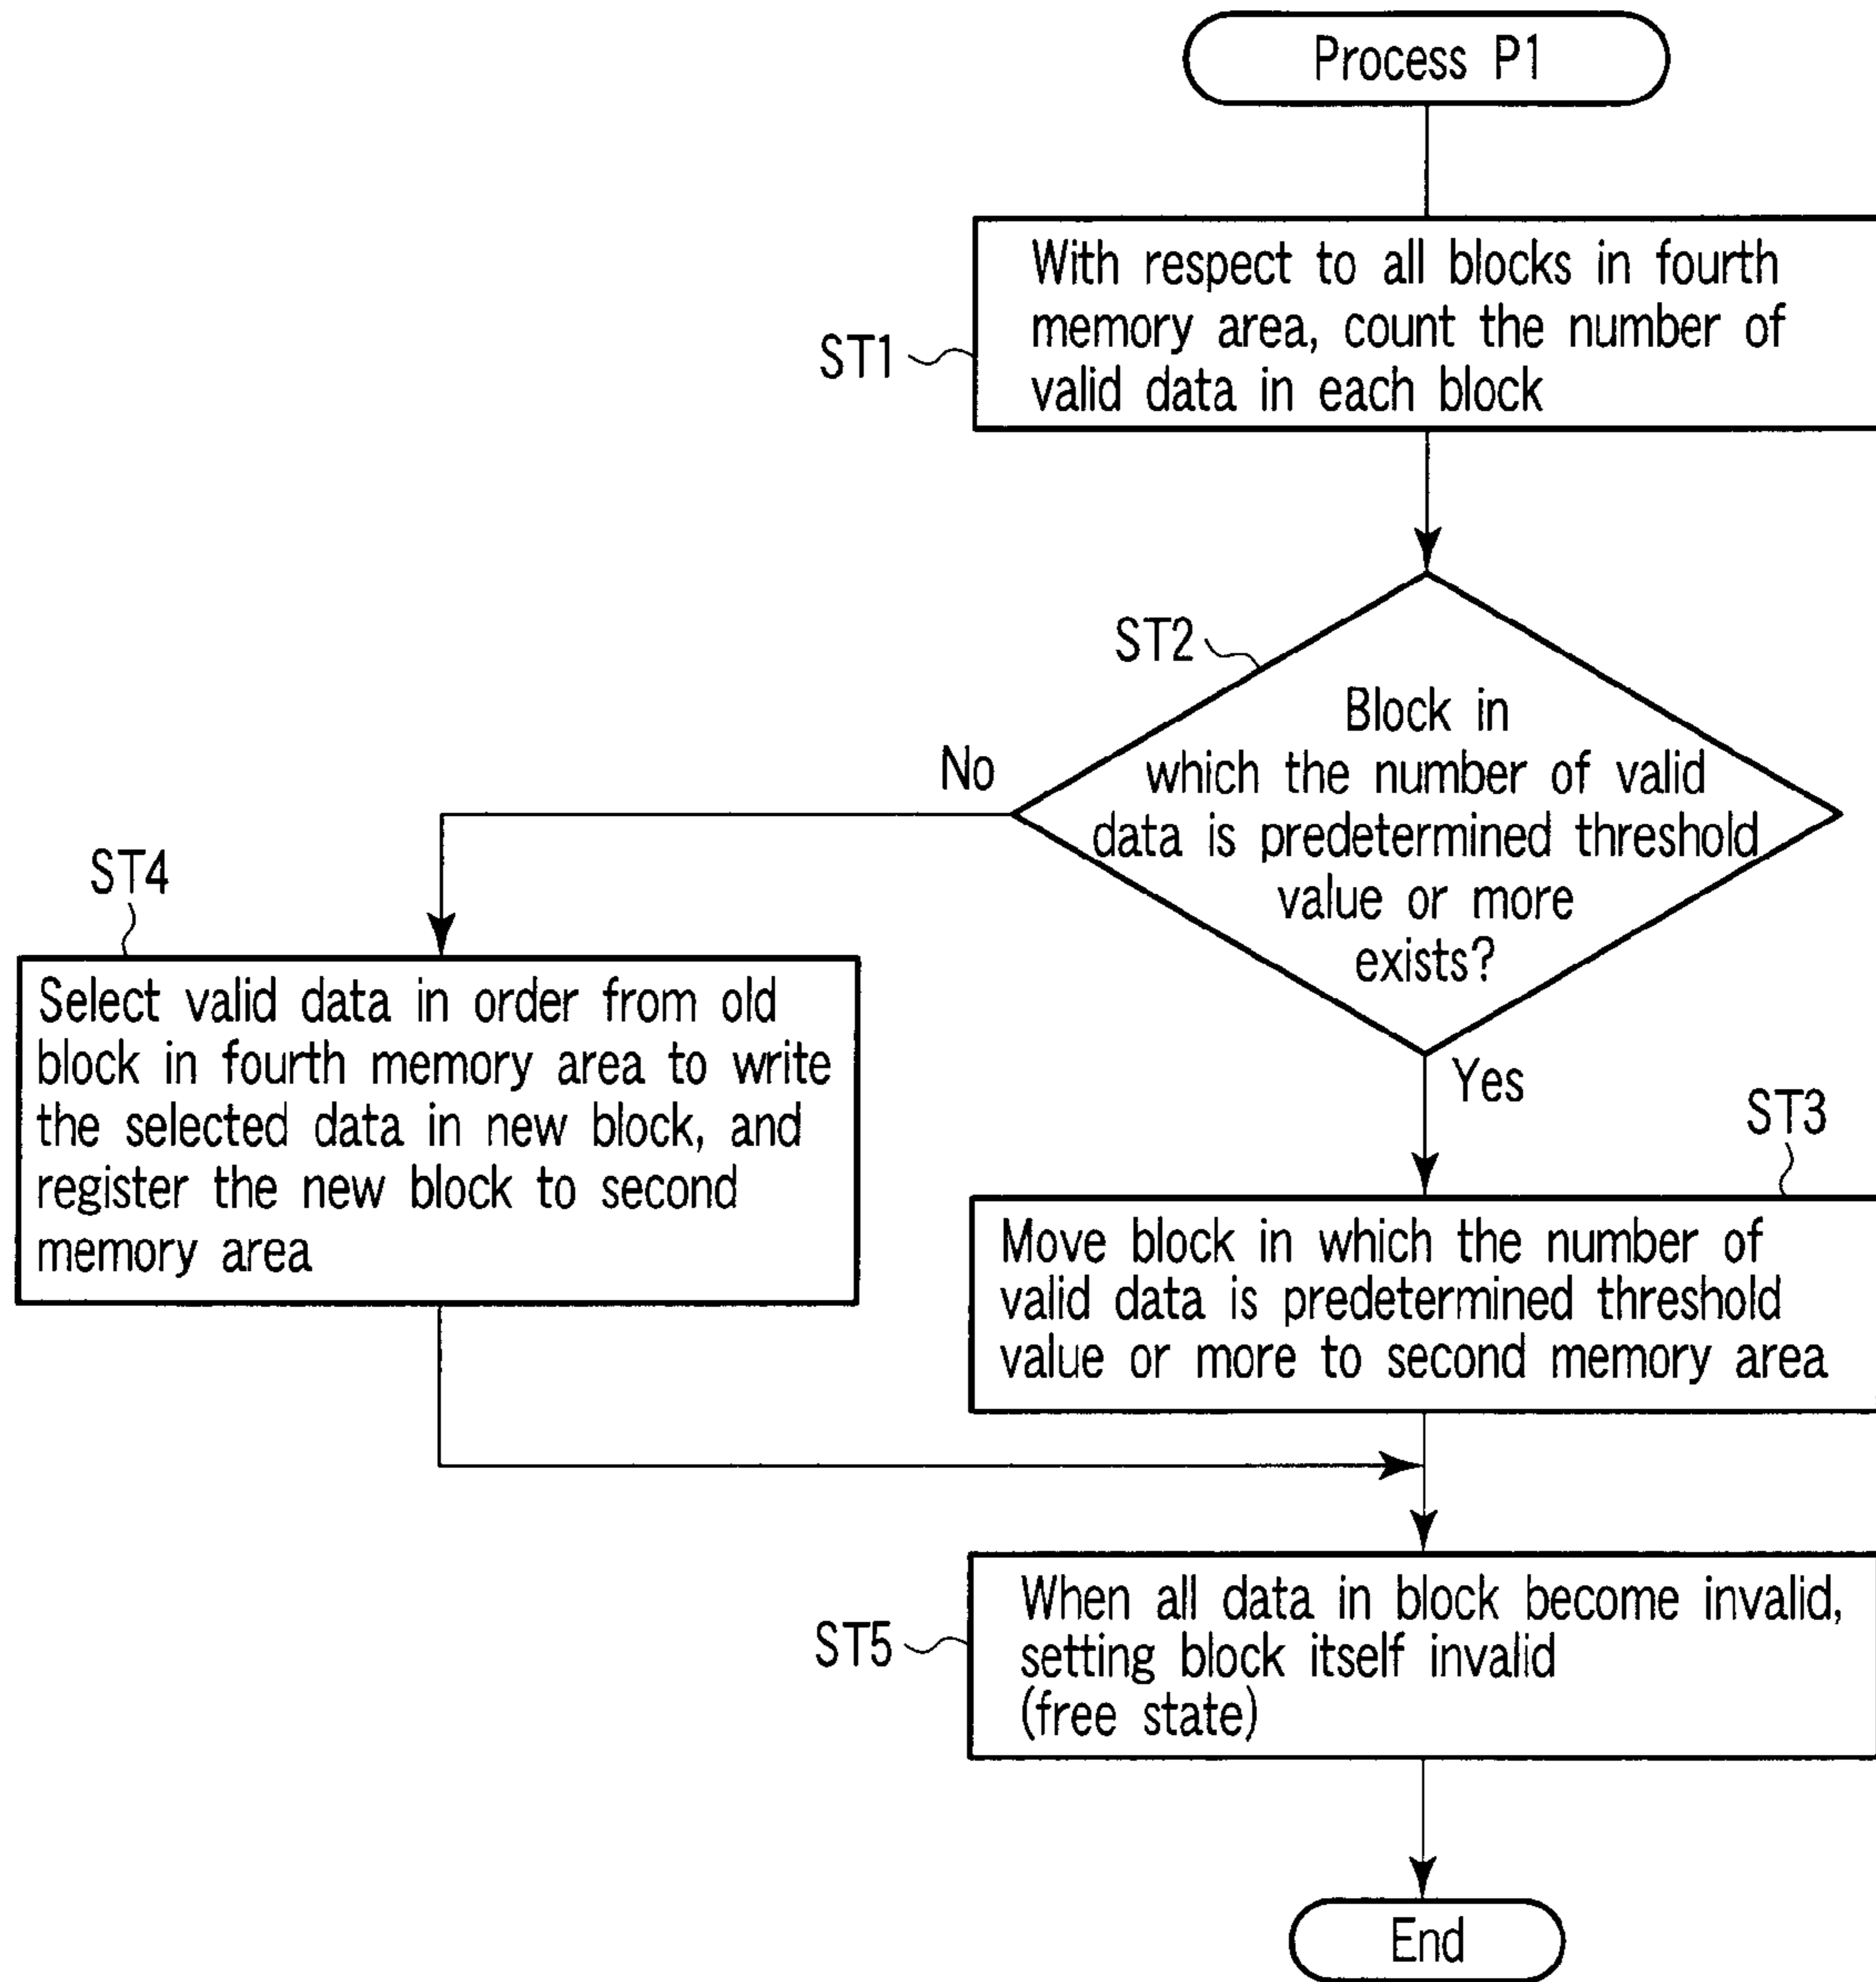 Process P1
ST1
With respect to all blocks in fourth
memory area, count the number of
valid data in each block
ST2
Block in
which the number of valid
data is predetermined threshold
value or more
exists?
No
Yes
ST4
Select valid data in order from old
block in fourth memory area to write
the selected data in new block, and
register the new block to second
memory area
ST3
Move block in which the number of
valid data is predetermined threshold
value or more to second memory area
ST5
When all data in block become invalid,
setting block itself invalid
(free state)
End